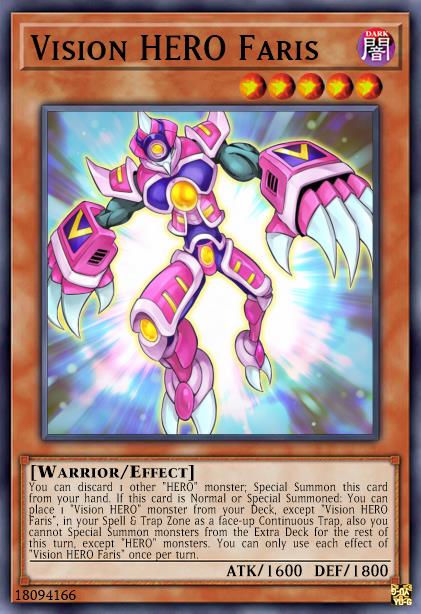 Vision HERO Faris
DARK
闇
V
V
[Warrior/Effect]
You can discard 1 other "HERO" monster; Special Summon this card
from your hand. If this card is Normal or Special Summoned: You can
place 1 "Vision HERO" monster from your Deck, except "Vision HERO
Faris", in your Spell & Trap Zone as a face-up Continuous Trap, also you
cannot Special Summon monsters from the Extra Deck for the rest of
this turn, except "HERO" monsters. You can only use each effect of
"Vision HERO Faris" once per turn.
ATK/1600 DEF/1800
18094166